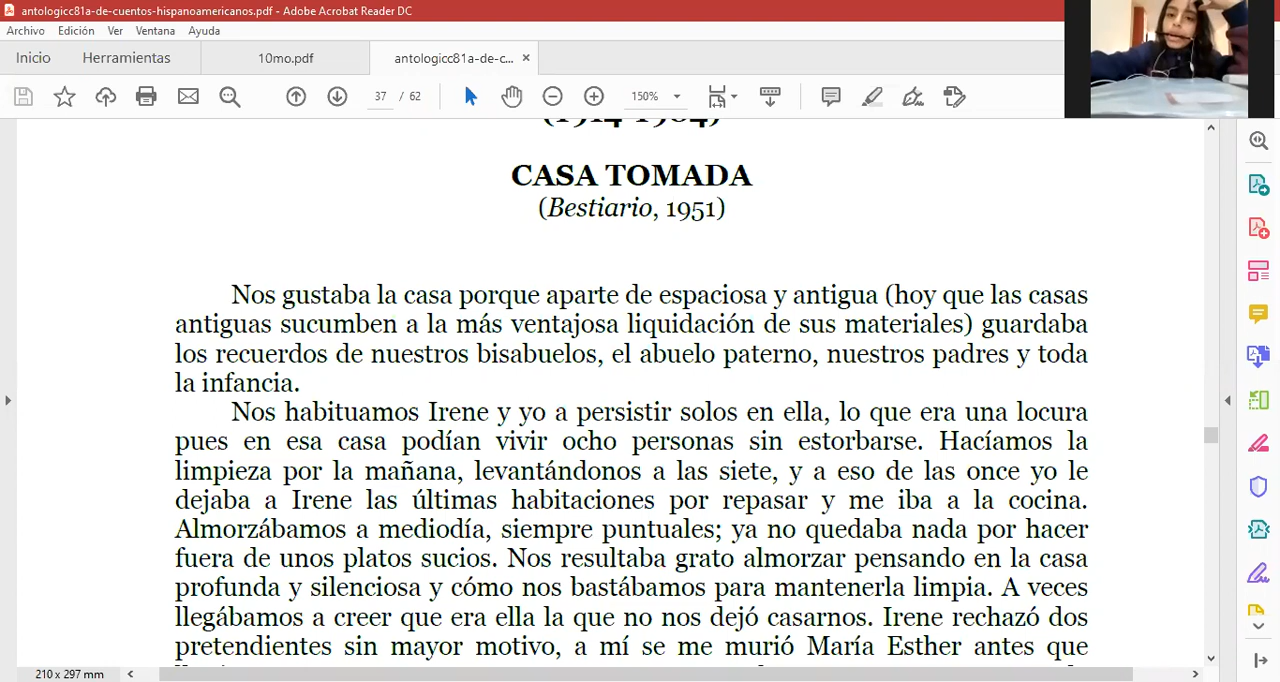 antologicc81a-de-cuentos-hispanoamericanos.pdf - Adobe Acrobat Reader DC
Archivo Edición Ver Ventana Ayuda
Inicio Herramientas 10mo.pdf antologicc81a-de-c... ×
37 / 62 150%
(1914-1984)
CASA TOMADA
(Bestiario, 1951)
Nos gustaba la casa porque aparte de espaciosa y antigua (hoy que las casas
antiguas sucumben a la más ventajosa liquidación de sus materiales) guardaba
los recuerdos de nuestros bisabuelos, el abuelo paterno, nuestros padres y toda
la infancia.
Nos habituamos Irene y yo a persistir solos en ella, lo que era una locura
pues en esa casa podían vivir ocho personas sin estorbarse. Hacíamos la
limpieza por la mañana, levantándonos a las siete, y a eso de las once yo le
dejaba a Irene las últimas habitaciones por repasar y me iba a la cocina.
Almorzábamos a mediodía, siempre puntuales; ya no quedaba nada por hacer
fuera de unos platos sucios. Nos resultaba grato almorzar pensando en la casa
profunda y silenciosa y cómo nos bastábamos para mantenerla limpia. A veces
llegábamos a creer que era ella la que no nos dejó casarnos. Irene rechazó dos
pretendientes sin mayor motivo, a mí se me murió María Esther antes que
210 x 297 mm